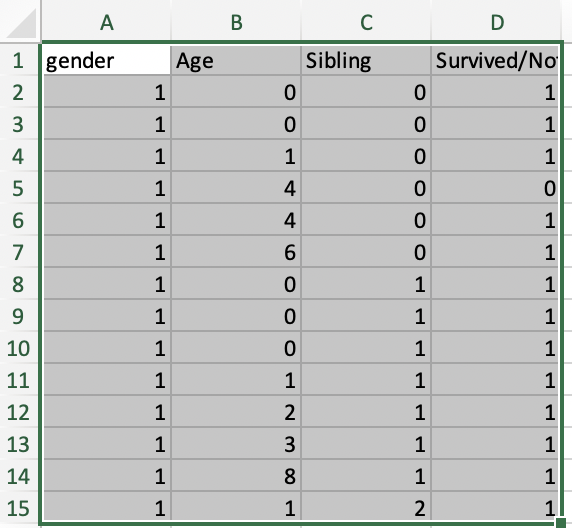 A B C D
1 gender Age Sibling Survived/No
2 1 0 0 1
3 1 0 0 1
4 1 1 0 1
5 1 4 0 0
6 1 4 0 1
7 1 6 0 1
8 1 0 1 1
9 1 0 1 1
10 1 0 1 1
11 1 1 1 1
12 1 2 1 1
13 1 3 1 1
14 1 8 1 1
15 1 1 2 1